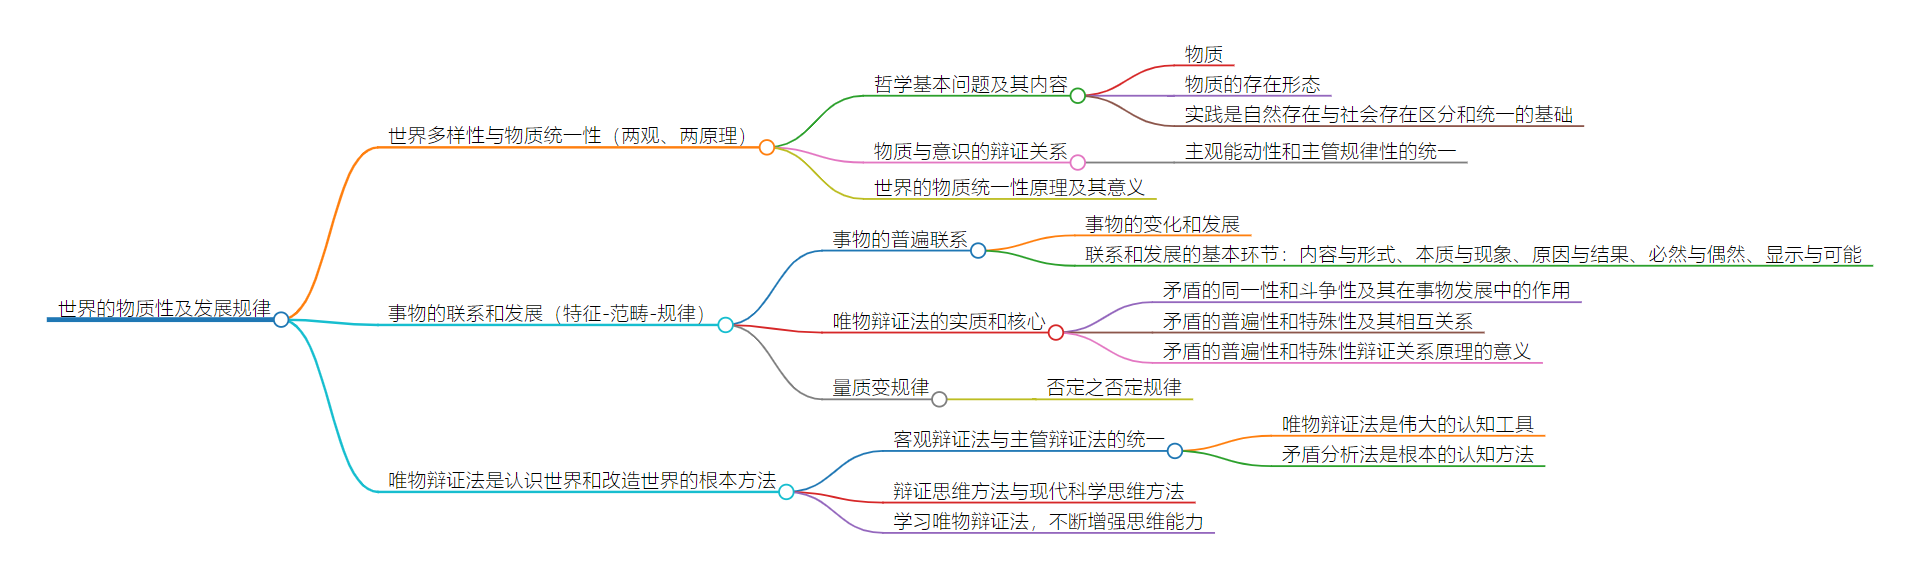 世界的物质性及发展规律
世界多样性与物质统一性（两观、两原理）
哲学基本问题及其内容
物质
物质的存在形态
实践是自然存在与社会存在区分和统一的基础
物质与意识的辩证关系
主观能动性和主管规律性的统一
世界的物质统一性原理及其意义
事物的联系和发展（特征-范畴-规律）
事物的普遍联系
事物的变化和发展
联系和发展的基本环节：内容与形式、本质与现象、原因与结果、必然与偶然、显示与可能
唯物辩证法的实质和核心
矛盾的同一性和斗争性及其在事物发展中的作用
矛盾的普遍性和特殊性及其相互关系
矛盾的普遍性和特殊性辩证关系原理的意义
量质变规律
否定之否定规律
唯物辩证法是认识世界和改造世界的根本方法
客观辩证法与主管辩证法的统一
唯物辩证法是伟大的认知工具
矛盾分析法是根本的认知方法
辩证思维方法与现代科学思维方法
学习唯物辩证法，不断增强思维能力